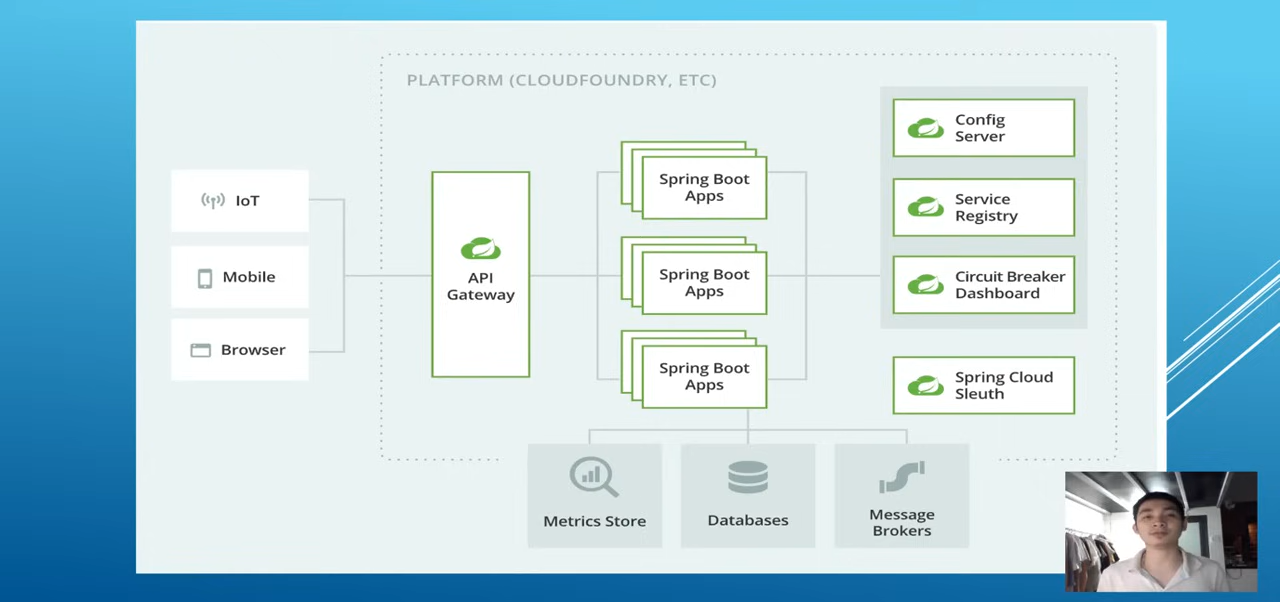 PLATFORM (CLOUDFOUNDRY, ETC)
IoT
Mobile
Browser
API
Gateway
Spring Boot
Apps
Spring Boot
Apps
Spring Boot
Apps
Config
Server
Service
Registry
Circuit Breaker
Dashboard
Spring Cloud
Sleuth
Metrics Store
Databases
Message
Brokers